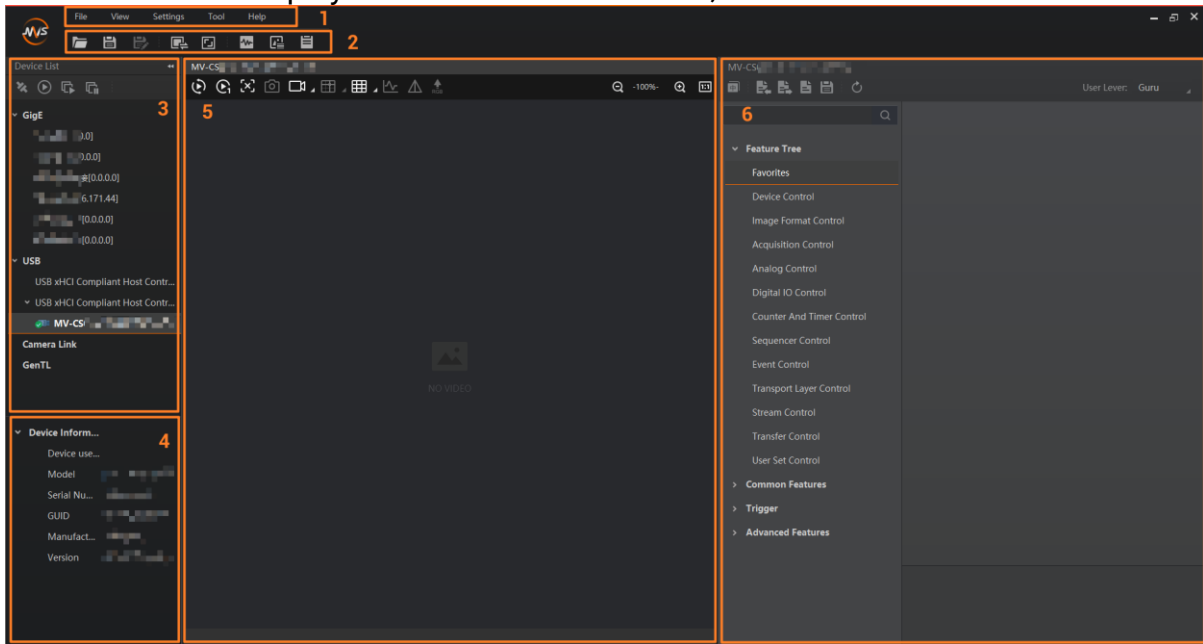 MVS
File View Settings Tool Help
1
2
Device List
3
GigE
.0]
0.0.0]
[0.0.0.0]
6.171.44]
[0.0.0.0]
[0.0.0.0]
USB
USB xHCI Compliant Host Contr...
USB xHCI Compliant Host Contr...
MV-CS
Camera Link
GenTL
4
Device Inform...
Device use...
Model
Serial Nu...
GUID
Manufact...
Version
MV-CS
-100%-
1:1
5
NO VIDEO
MV-CS
User Lever: Guru
6
Feature Tree
Favorites
Device Control
Image Format Control
Acquisition Control
Analog Control
Digital IO Control
Counter And Timer Control
Sequencer Control
Event Control
Transport Layer Control
Stream Control
Transfer Control
User Set Control
Common Features
Trigger
Advanced Features